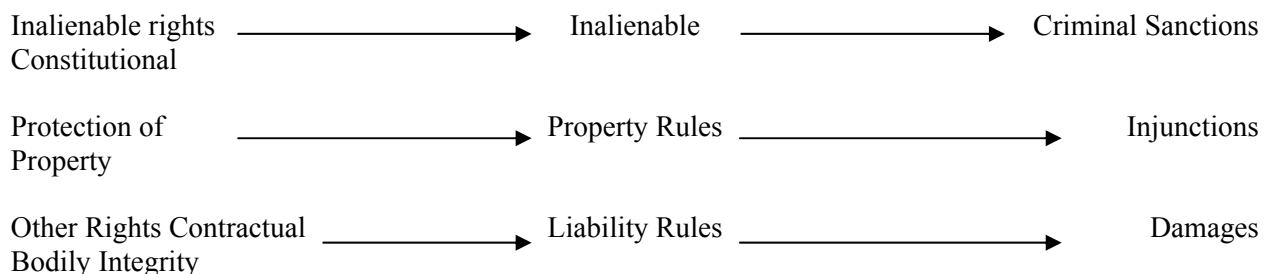 Inalienable rights Inalienable Criminal Sanctions
Constitutional
Protection of Property Rules Injunctions
Property
Other Rights Contractual Liability Rules Damages
Bodily Integrity